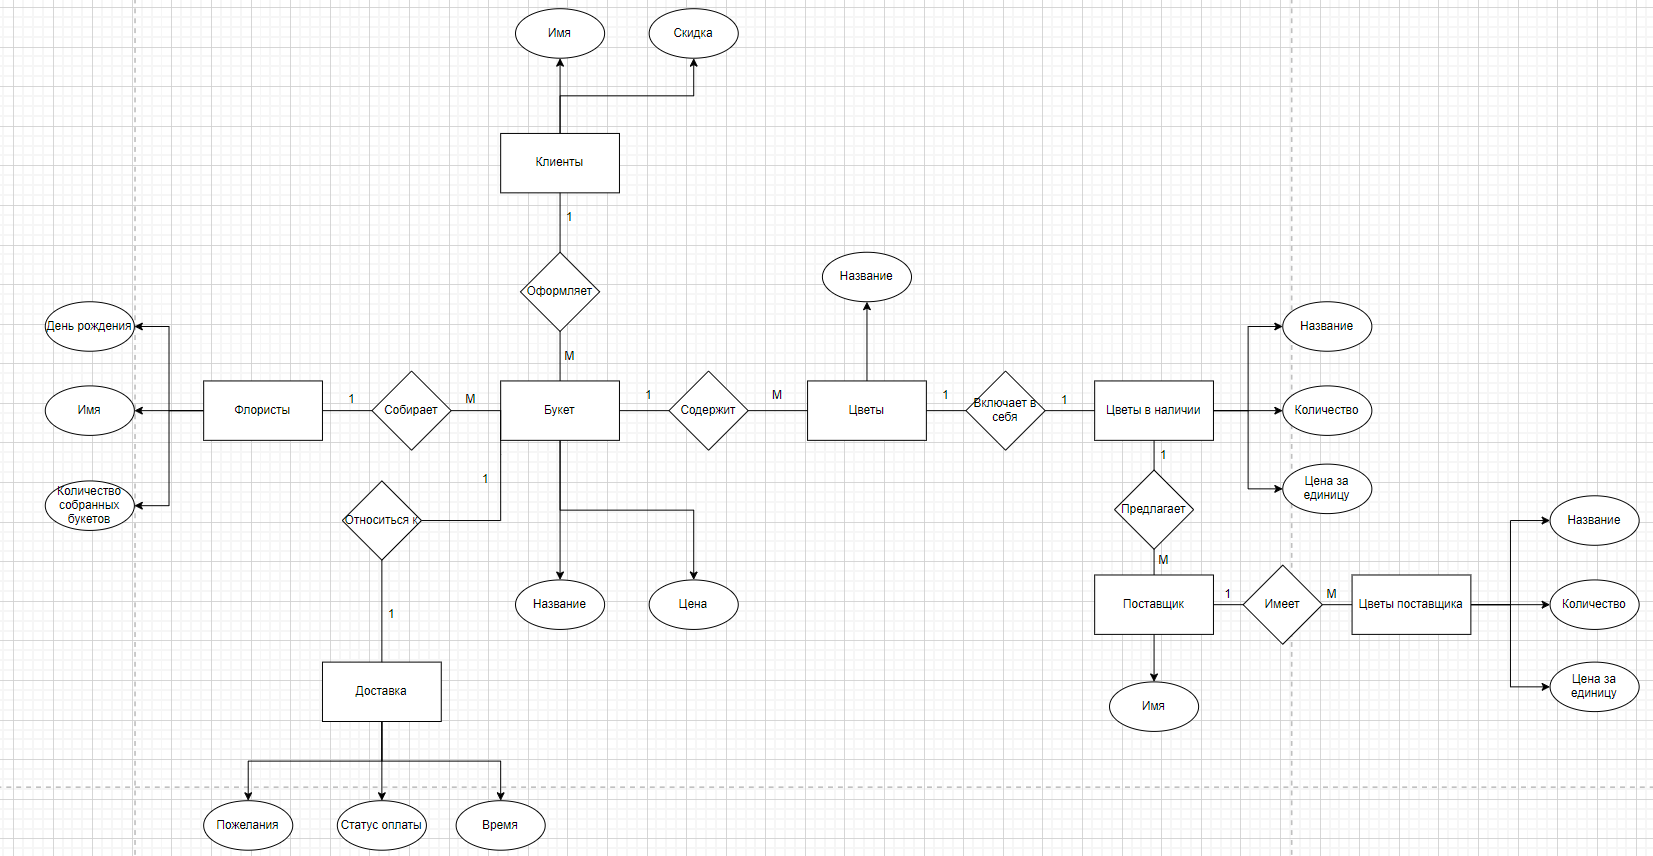 Имя
Скидка
Клиенты
1
Оформляет
M
Название
День рождения
Название
Имя
Флористы
1
Собирает
M
Букет
1
Содержит
M
Цветы
1
Включает в
себя
1
Цветы в наличии
Количество
1
1
Предлагает
M
Цена за
единицу
Количество
собранных
букетов
Относиться к
1
Название
Цена
Поставщик
1
Имеет
M
Цветы поставщика
Название
Количество
Цена за
единицу
Имя
Доставка
Пожелания
Статус оплаты
Время